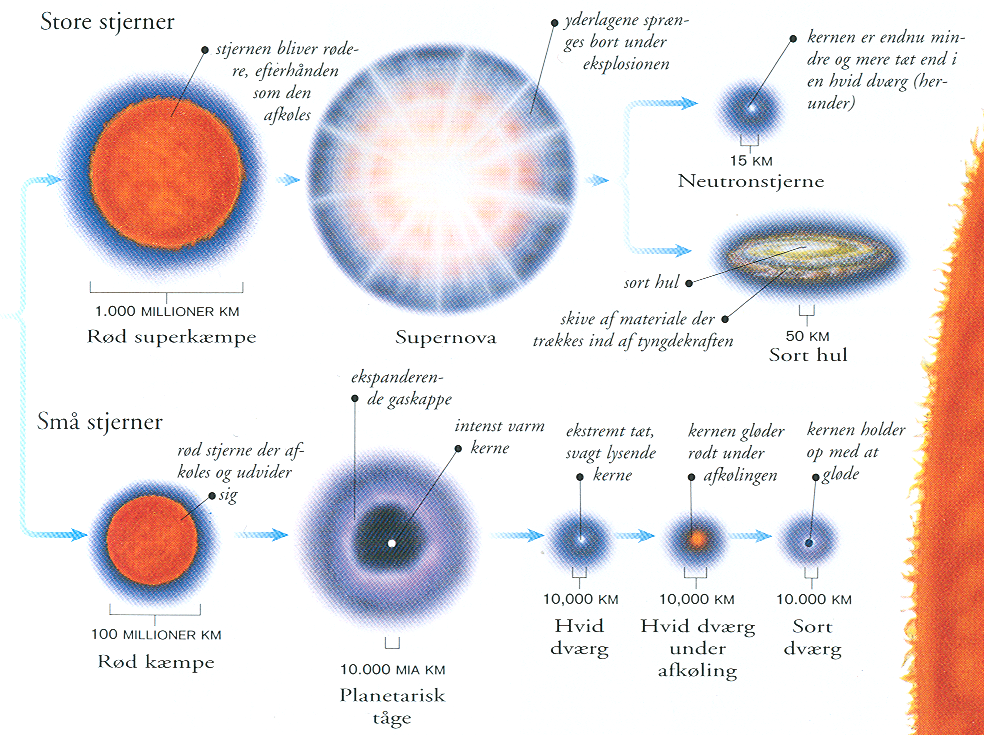 Store stjerner
stjernen bliver røde-
re, efterhånden
som den
afkøles
yderlagene spræn-
ges bort under
eksplosionen
kernen er endnu min-
dre og mere tæt end i
en hvid dværg (her-
under)
15 KM
Neutronstjerne
1.000 MILLIONER KM
Rød superkæmpe
Supernova
sort hul
skive af materiale der
trækkes ind af tyngdekraften
50 KM
Sort hul
Små stjerner
rød stjerne der af-
køles og udvider
sig
ekspanderen-
de gaskappe
intenst varm
kerne
ekstremt tæt,
svagt lysende
kerne
kernen gløder
rødt under
afkølingen
kernen holder
op med at
gløde
100 MILLIONER KM
Rød kæmpe
10.000 MIA KM
Planetarisk
tåge
10,000 KM
Hvid
dværg
10,000 KM
Hvid dværg
under
afkøling
10.000 KM
Sort
dværg